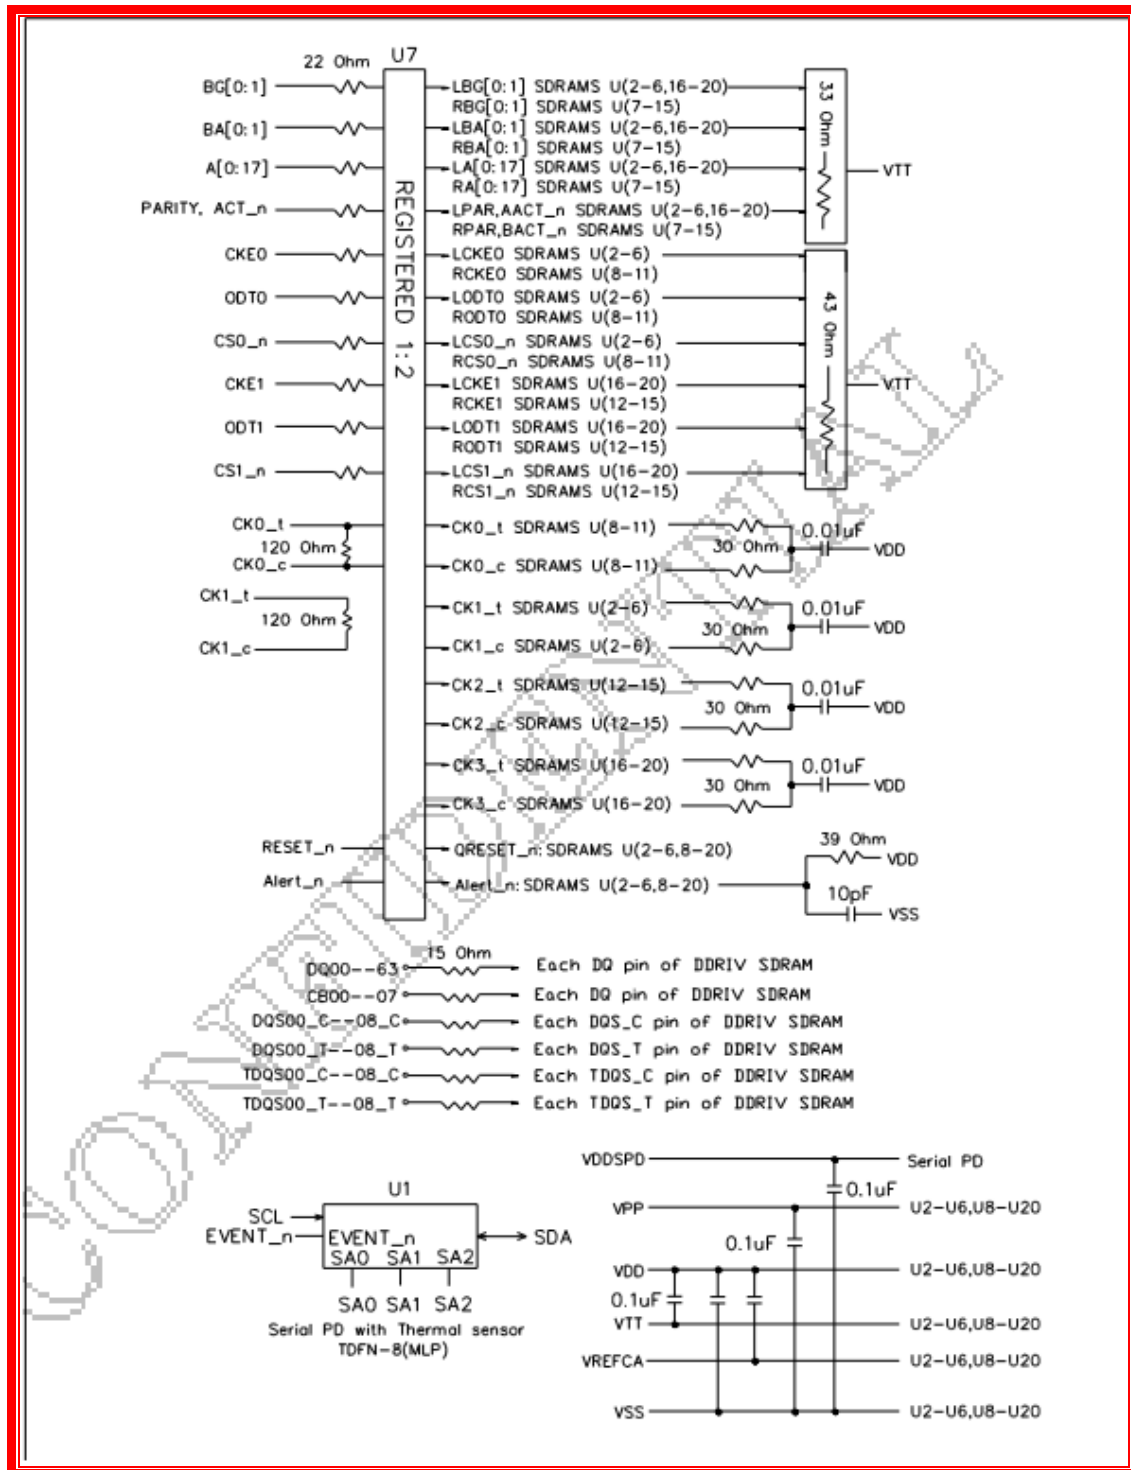 22 Ohm
U7
BG[0:1]
LBG[0:1] SDRAMS U(2-6,16-20)
RBG[0:1] SDRAMS U(7-15)
BA[0:1]
LBA[0:1] SDRAMS U(2-6,16-20)
RBA[0:1] SDRAMS U(7-15)
A[0:17]
LA[0:17] SDRAMS U(2-6,16-20)
RA[0:17] SDRAMS U(7-15)
PARITY, ACT_n
LPAR,AACT_n SDRAMS U(2-6,16-20)
RPAR,BACT_n SDRAMS U(7-15)
33 Ohm
VTT
REGISTERED 1:2
CKE0
LCKE0 SDRAMS U(2-6)
RCKE0 SDRAMS U(8-11)
ODT0
LODT0 SDRAMS U(2-6)
RODT0 SDRAMS U(8-11)
CS0_n
LCS0_n SDRAMS U(2-6)
RCS0_n SDRAMS U(8-11)
CKE1
LCKE1 SDRAMS U(16-20)
RCKE1 SDRAMS U(12-15)
ODT1
LODT1 SDRAMS U(16-20)
RODT1 SDRAMS U(12-15)
CS1_n
LCS1_n SDRAMS U(16-20)
RCS1_n SDRAMS U(12-15)
43 Ohm
VTT
CK0_t
120 Ohm
CK0_c
CK0_t SDRAMS U(8-11)
30 Ohm
0.01uF
VDD
CK0_c SDRAMS U(8-11)
CK1_t
120 Ohm
CK1_c
CK1_t SDRAMS U(2-6)
30 Ohm
0.01uF
VDD
CK1_c SDRAMS U(2-6)
CK2_t SDRAMS U(12-15)
30 Ohm
0.01uF
VDD
CK2_c SDRAMS U(12-15)
CK3_t SDRAMS U(16-20)
30 Ohm
0.01uF
VDD
CK3_c SDRAMS U(16-20)
RESET_n
QRESET_n: SDRAMS U(2-6,8-20)
Alert_n
Alert_n: SDRAMS U(2-6,8-20)
39 Ohm
VDD
10pF
VSS
15 Ohm
DQ00--63 Each DQ pin of DDRIV SDRAM
CB00--07 Each DQ pin of DDRIV SDRAM
DQS00_C--08_C Each DQS_C pin of DDRIV SDRAM
DQS00_T--08_T Each DQS_T pin of DDRIV SDRAM
TDQS00_C--08_C Each TDQS_C pin of DDRIV SDRAM
TDQS00_T--08_T Each TDQS_T pin of DDRIV SDRAM
U1
SCL
EVENT_n
EVENT_n
SA0 SA1 SA2
SDA
SA0 SA1 SA2
Serial PD with Thermal sensor
TDFN-8(MLP)
VDDSPD
Serial PD
0.1uF
VPP
U2-U6,U8-U20
0.1uF
VDD
U2-U6,U8-U20
0.1uF
VTT
U2-U6,U8-U20
VREFCA
U2-U6,U8-U20
VSS
U2-U6,U8-U20
CONFIDENTIAL